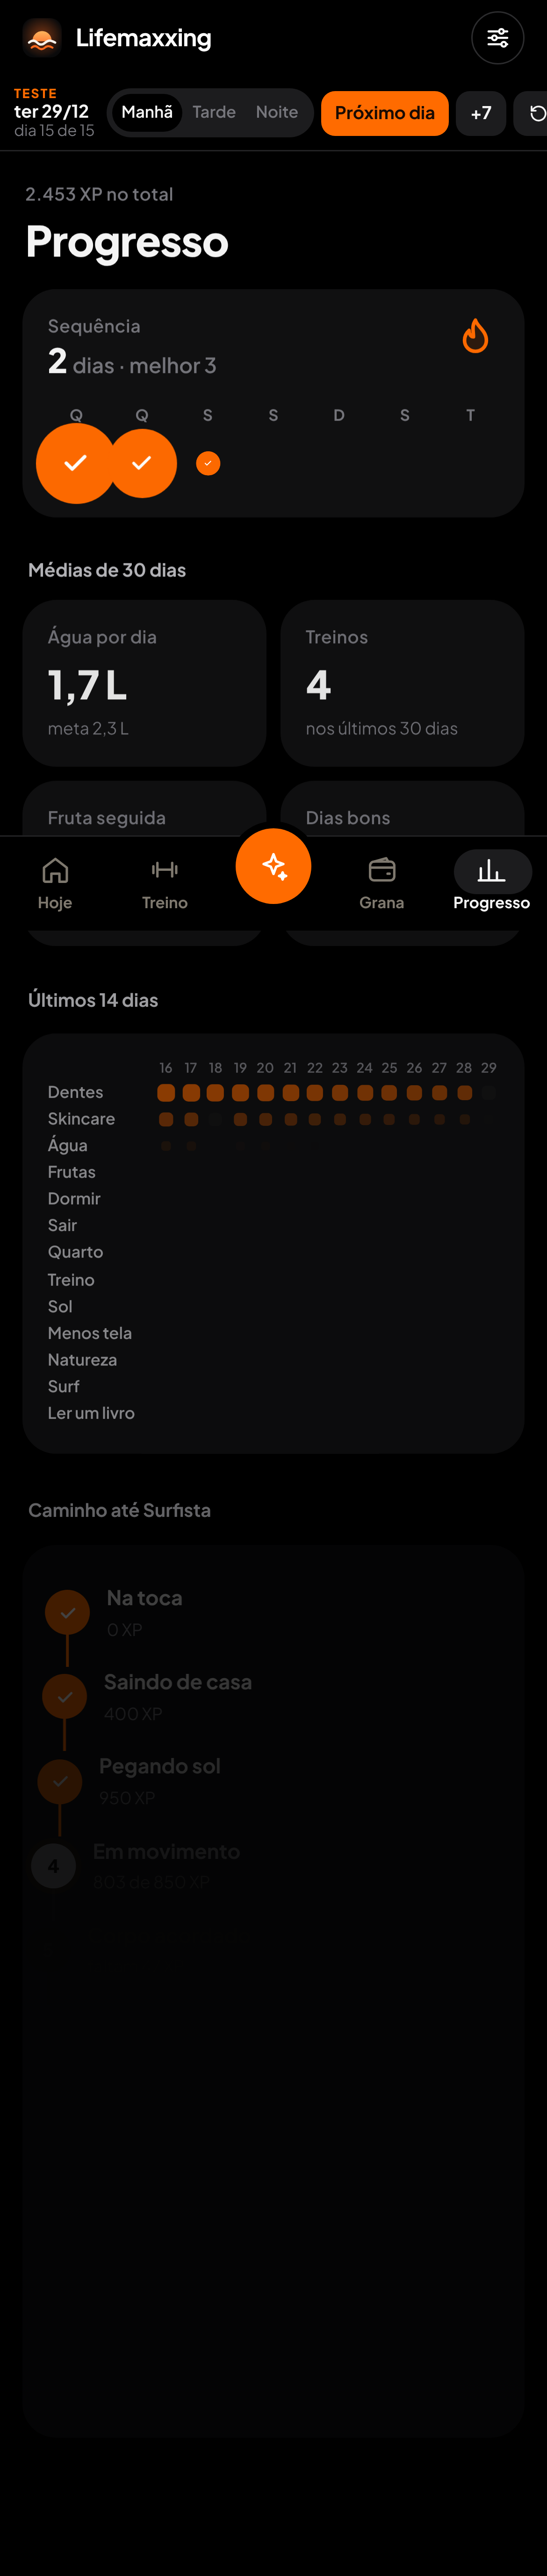 Lifemaxxing
TESTE
ter 29/12
dia 15 de 15
Manhã
Tarde
Noite
Próximo dia
+7
2.453 XP no total
Progresso
Sequência
2 dias · melhor 3
Q Q S S D S T
Médias de 30 dias
Água por dia
1,7 L
meta 2,3 L
Treinos
4
nos últimos 30 dias
Fruta seguida
Dias bons
Hoje
Treino
Grana
Progresso
Últimos 14 dias
16 17 18 19 20 21 22 23 24 25 26 27 28 29
Dentes
Skincare
Água
Frutas
Dormir
Sair
Quarto
Treino
Sol
Menos tela
Natureza
Surf
Ler um livro
Caminho até Surfista
Na toca
0 XP
Saindo de casa
400 XP
Pegando sol
950 XP
4
Em movimento
803 de 850 XP